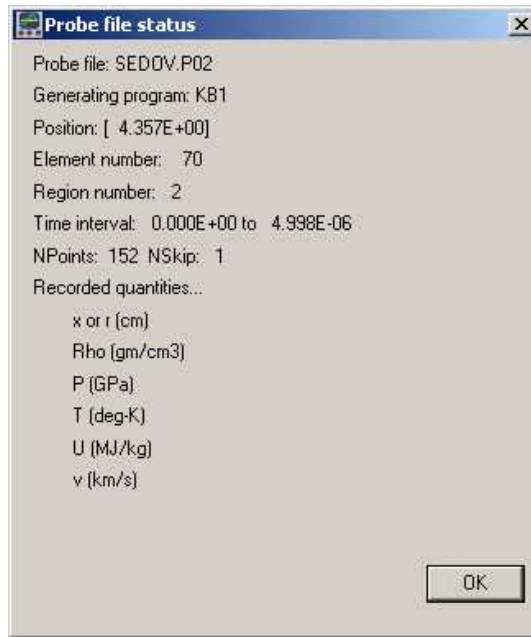 Probe file status
Probe file: SEDOV.P02
Generating program: KB1
Position: [ 4.357E+00]
Element number: 70
Region number: 2
Time interval: 0.000E+00 to 4.998E-06
NPoints: 152 NSkip: 1
Recorded quantities...
x or r (cm)
Rho (gm/cm3)
P (GPa)
T (deg-K)
U (MJ/kg)
v (km/s)
OK